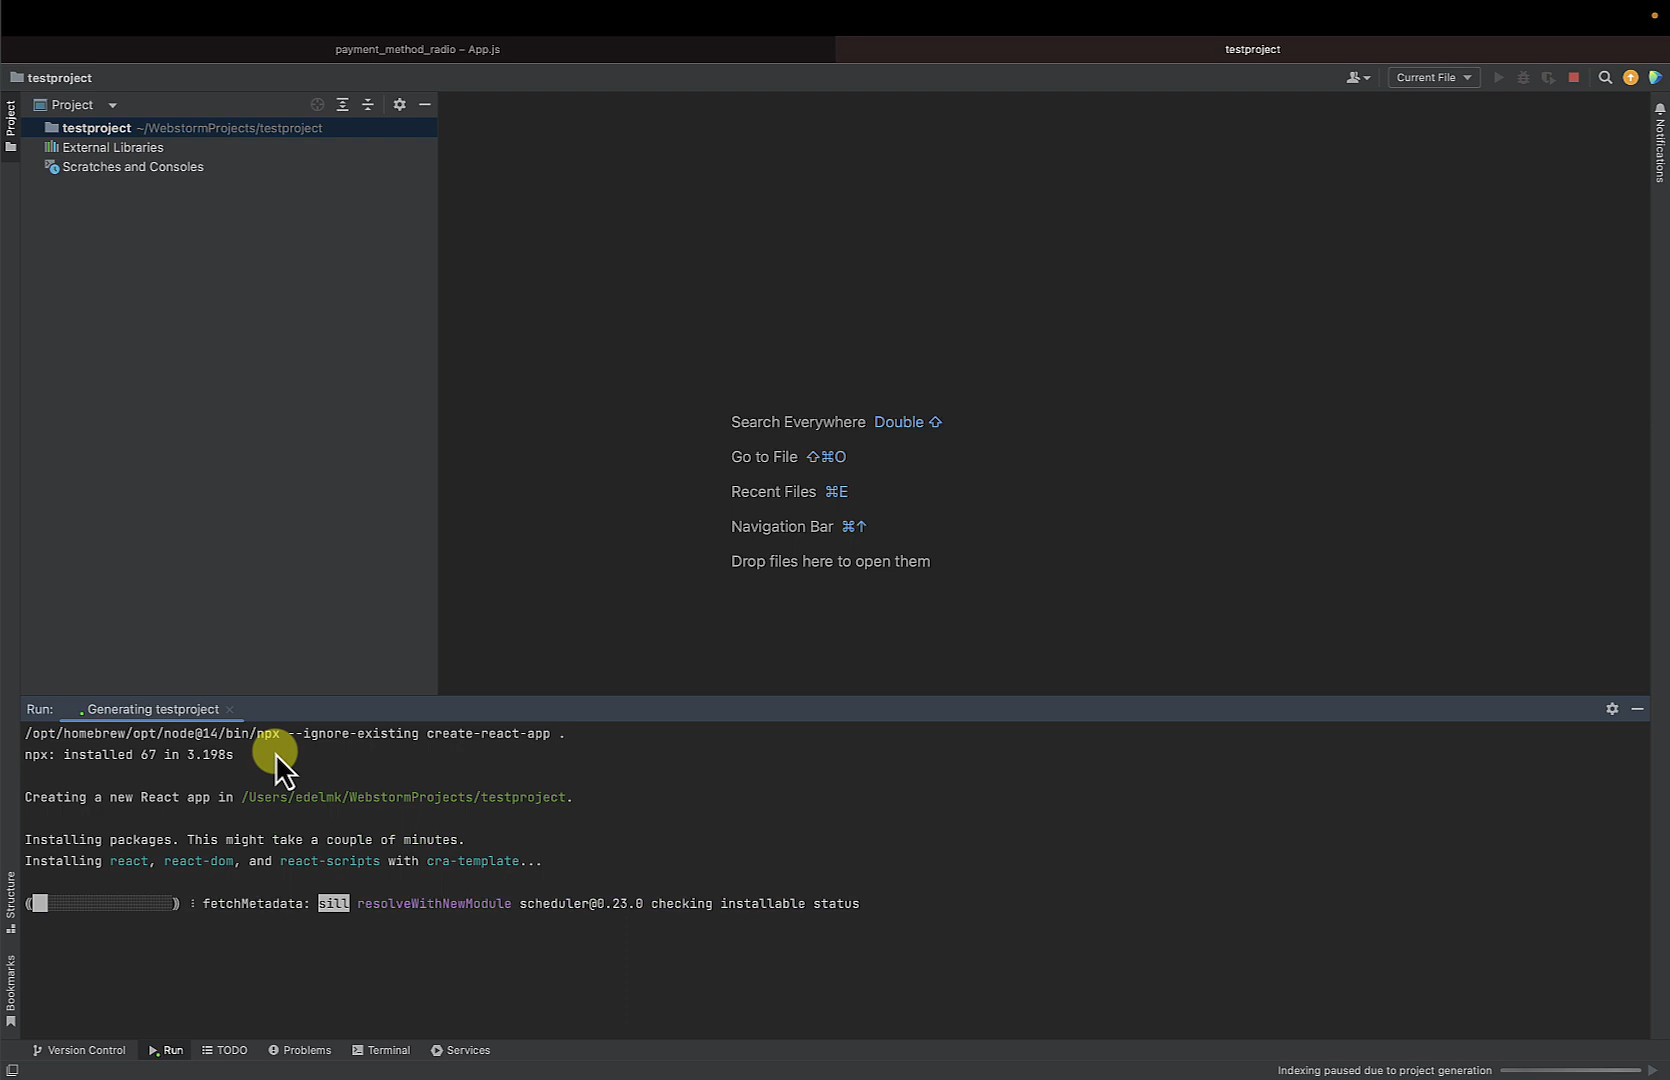 payment_method_radio – App.js
testproject
testproject
Current File
Project
Project
testproject ~/WebstormProjects/testproject
External Libraries
Scratches and Consoles
Notifications
Search Everywhere Double ⇧
Go to File ⇧⌘O
Recent Files ⌘E
Navigation Bar ⌘↑
Drop files here to open them
Run: Generating testproject
/opt/homebrew/opt/node@14/bin/npx --ignore-existing create-react-app .
npx: installed 67 in 3.198s
Creating a new React app in /Users/edelmk/WebstormProjects/testproject.
Installing packages. This might take a couple of minutes.
Installing react, react-dom, and react-scripts with cra-template...
fetchMetadata: sill resolveWithNewModule scheduler@0.23.0 checking installable status
Structure
Bookmarks
Version Control Run TODO Problems Terminal Services
Indexing paused due to project generation